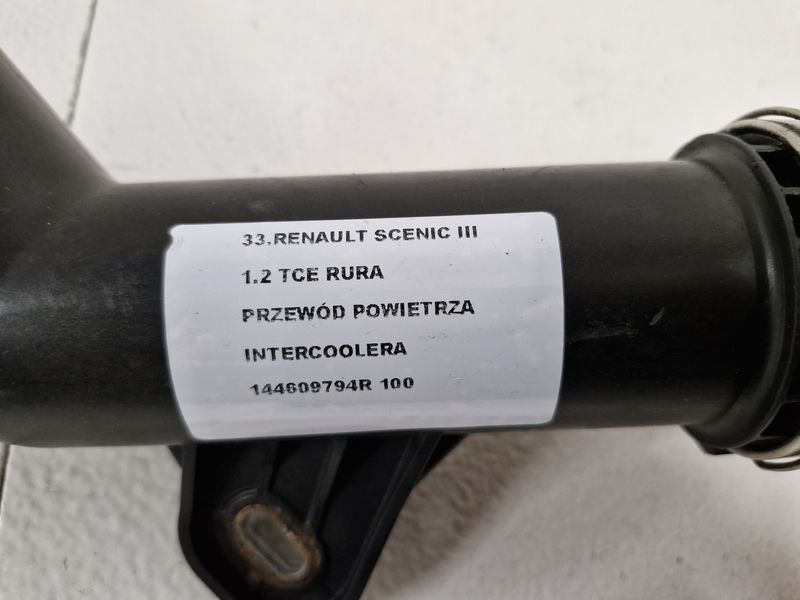 33.RENAULT SCENIC III
1.2 TCE RURA
PRZEWÓD POWIETRZA
INTERCOOLERA
144609794R 100